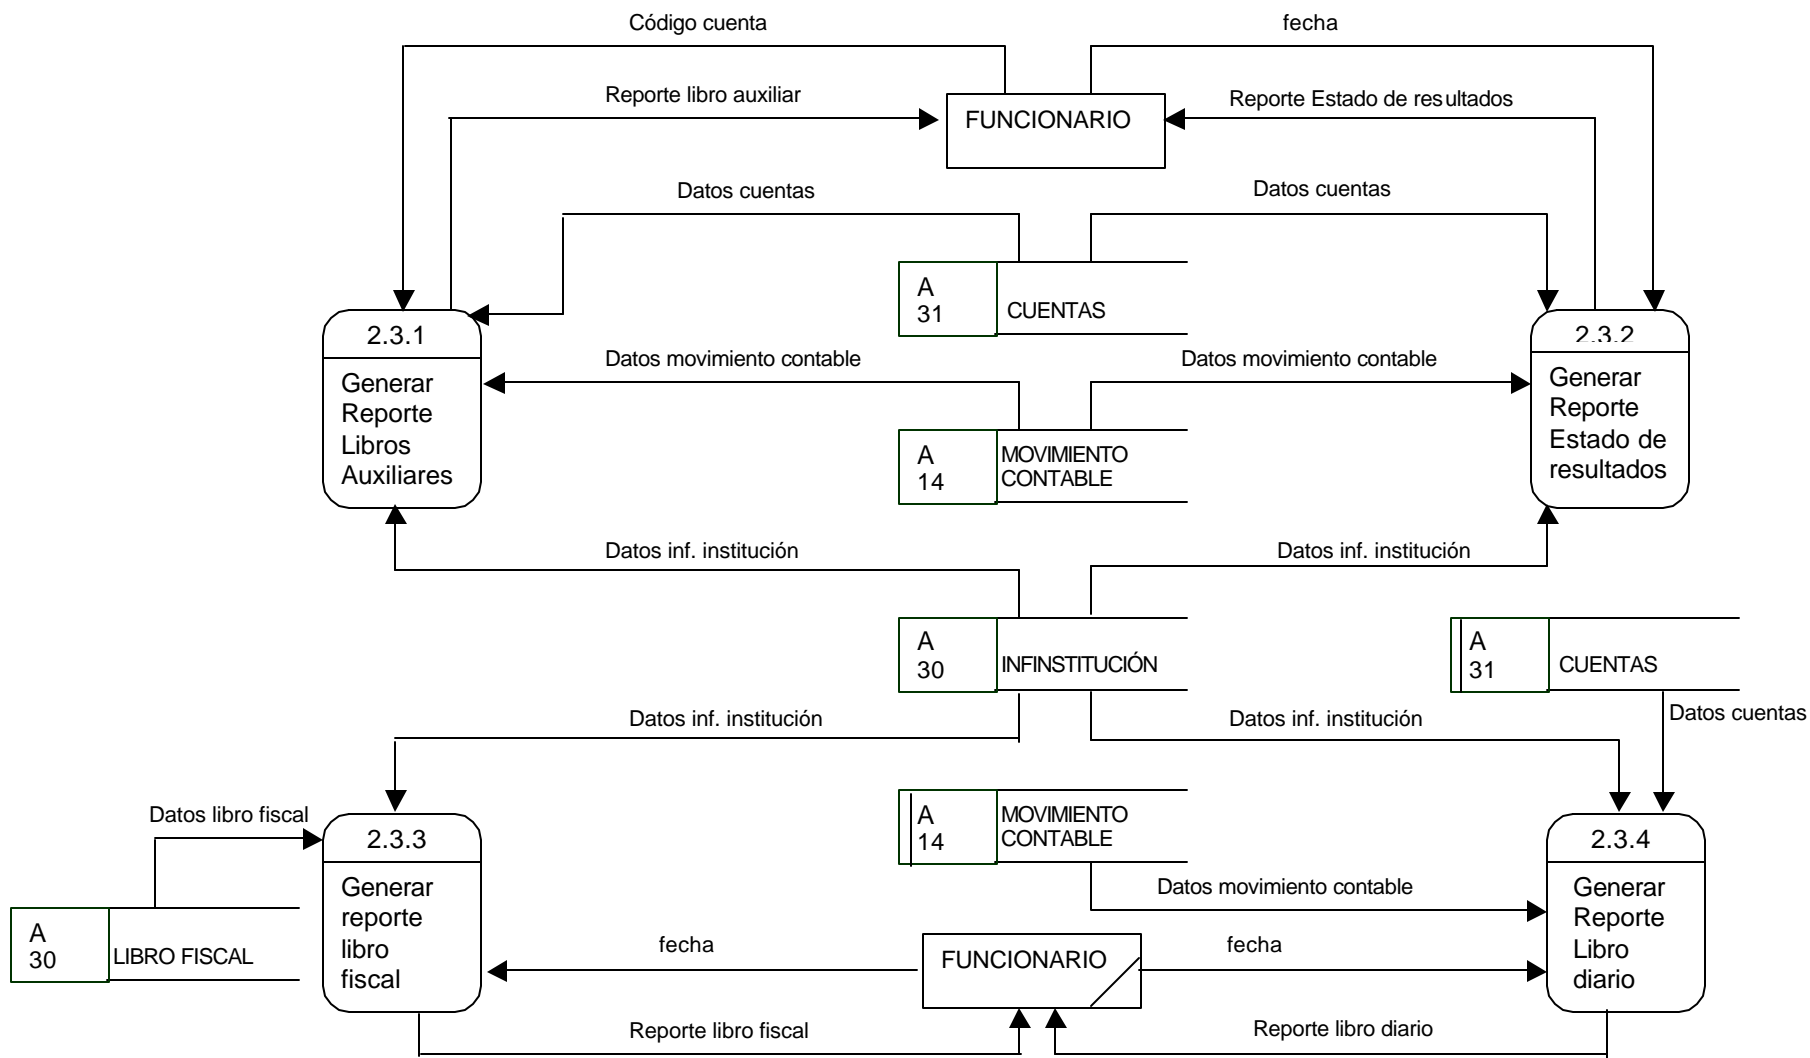 Código cuenta
fecha
Reporte libro auxiliar
FUNCIONARIO
Reporte Estado de resultados
Datos cuentas
Datos cuentas
A
31
CUENTAS
2.3.1
Generar
Reporte
Libros
Auxiliares
Datos movimiento contable
Datos movimiento contable
2.3.2
Generar
Reporte
Estado de
resultados
A
14
MOVIMIENTO
CONTABLE
Datos inf. institución
Datos inf. institución
A
30
INFINSTITUCIÓN
A
31
CUENTAS
Datos inf. institución
Datos inf. institución
Datos cuentas
Datos libro fiscal
2.3.3
Generar
reporte
libro
fiscal
A
14
MOVIMIENTO
CONTABLE
2.3.4
Generar
Reporte
Libro
diario
Datos movimiento contable
A
30
LIBRO FISCAL
fecha
FUNCIONARIO
fecha
Reporte libro fiscal
Reporte libro diario